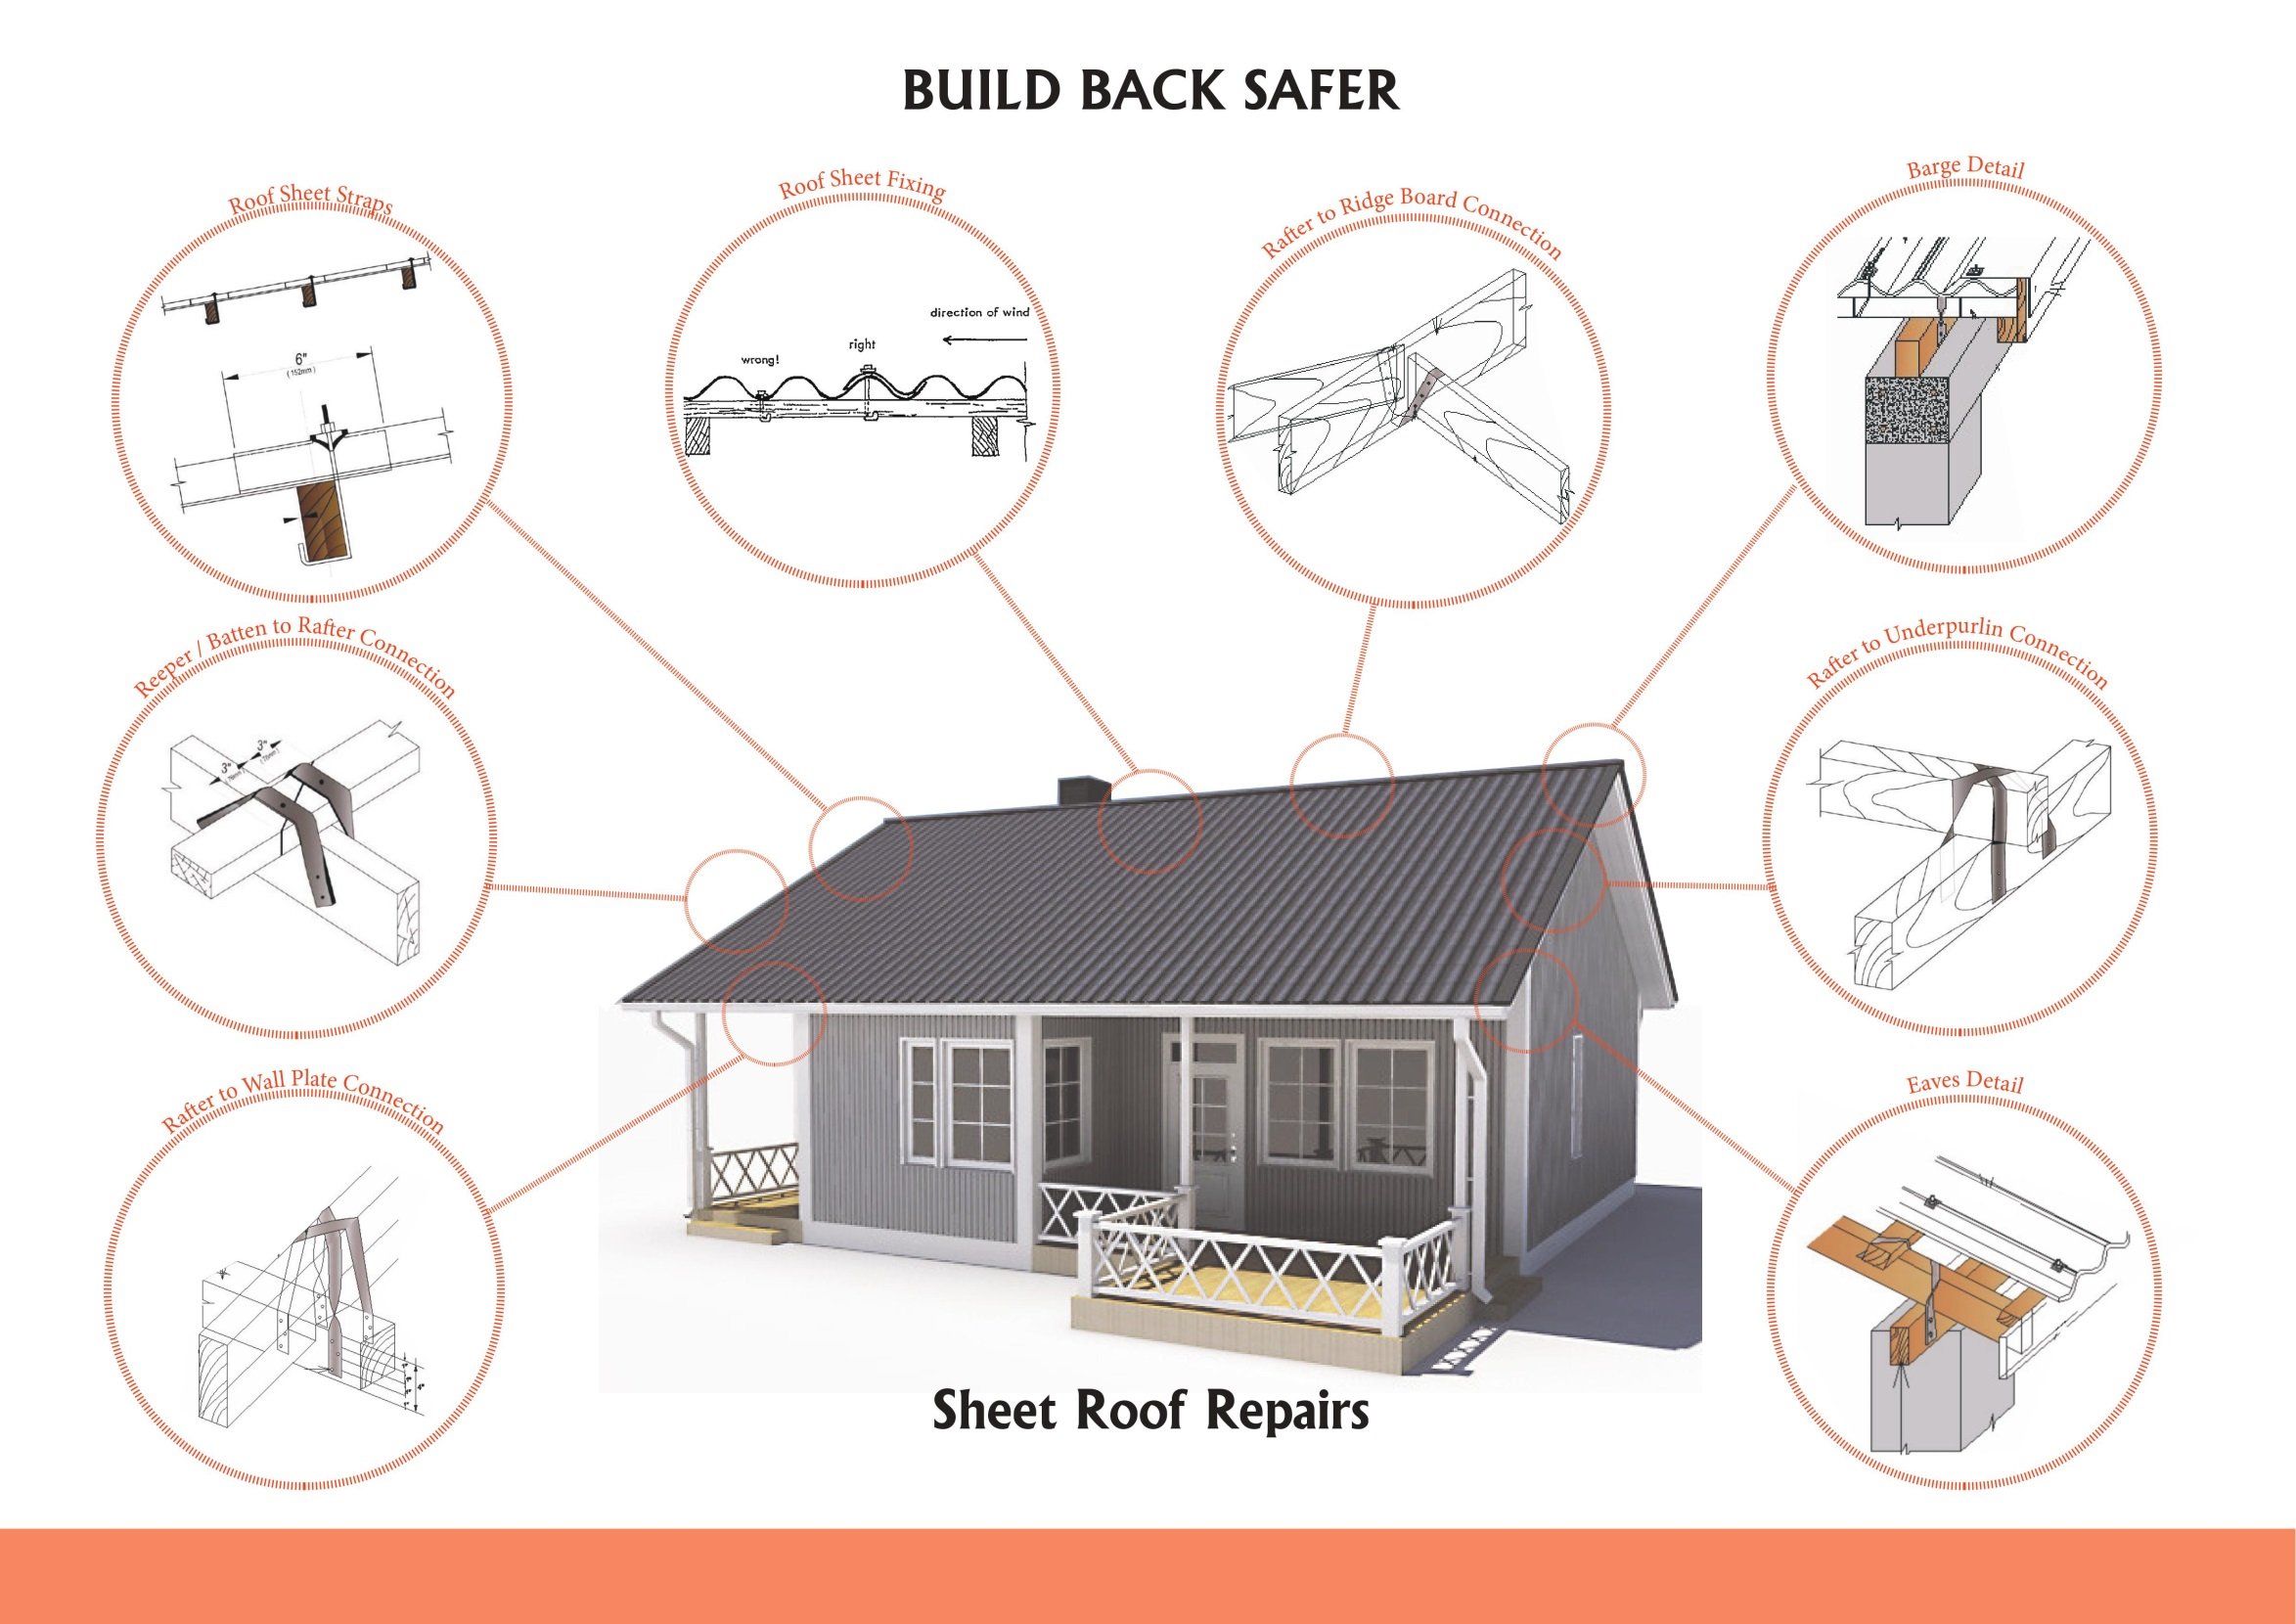 BUILD BACK SAFER
Roof Sheet Straps
6"
(152mm)
Roof Sheet Fixing
direction of wind
wrong!
right
Rafter to Ridge Board Connection
Barge Detail
Reeper / Batten to Rafter Connection
3"
3"
Rafter to Underpurlin Connection
Rafter to Wall Plate Connection
4"
Eaves Detail
Sheet Roof Repairs